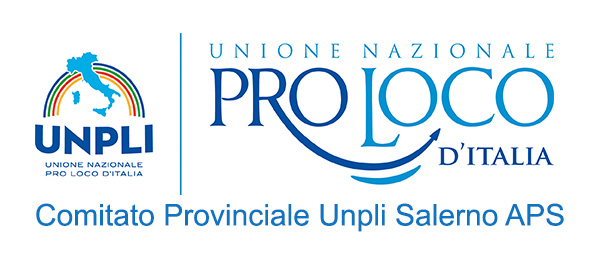 UNPLI
UNIONE NAZIONALE
PRO LOCO D'ITALIA
UNIONE NAZIONALE
PRO LOCO
D'ITALIA
Comitato Provinciale Unpli Salerno APS